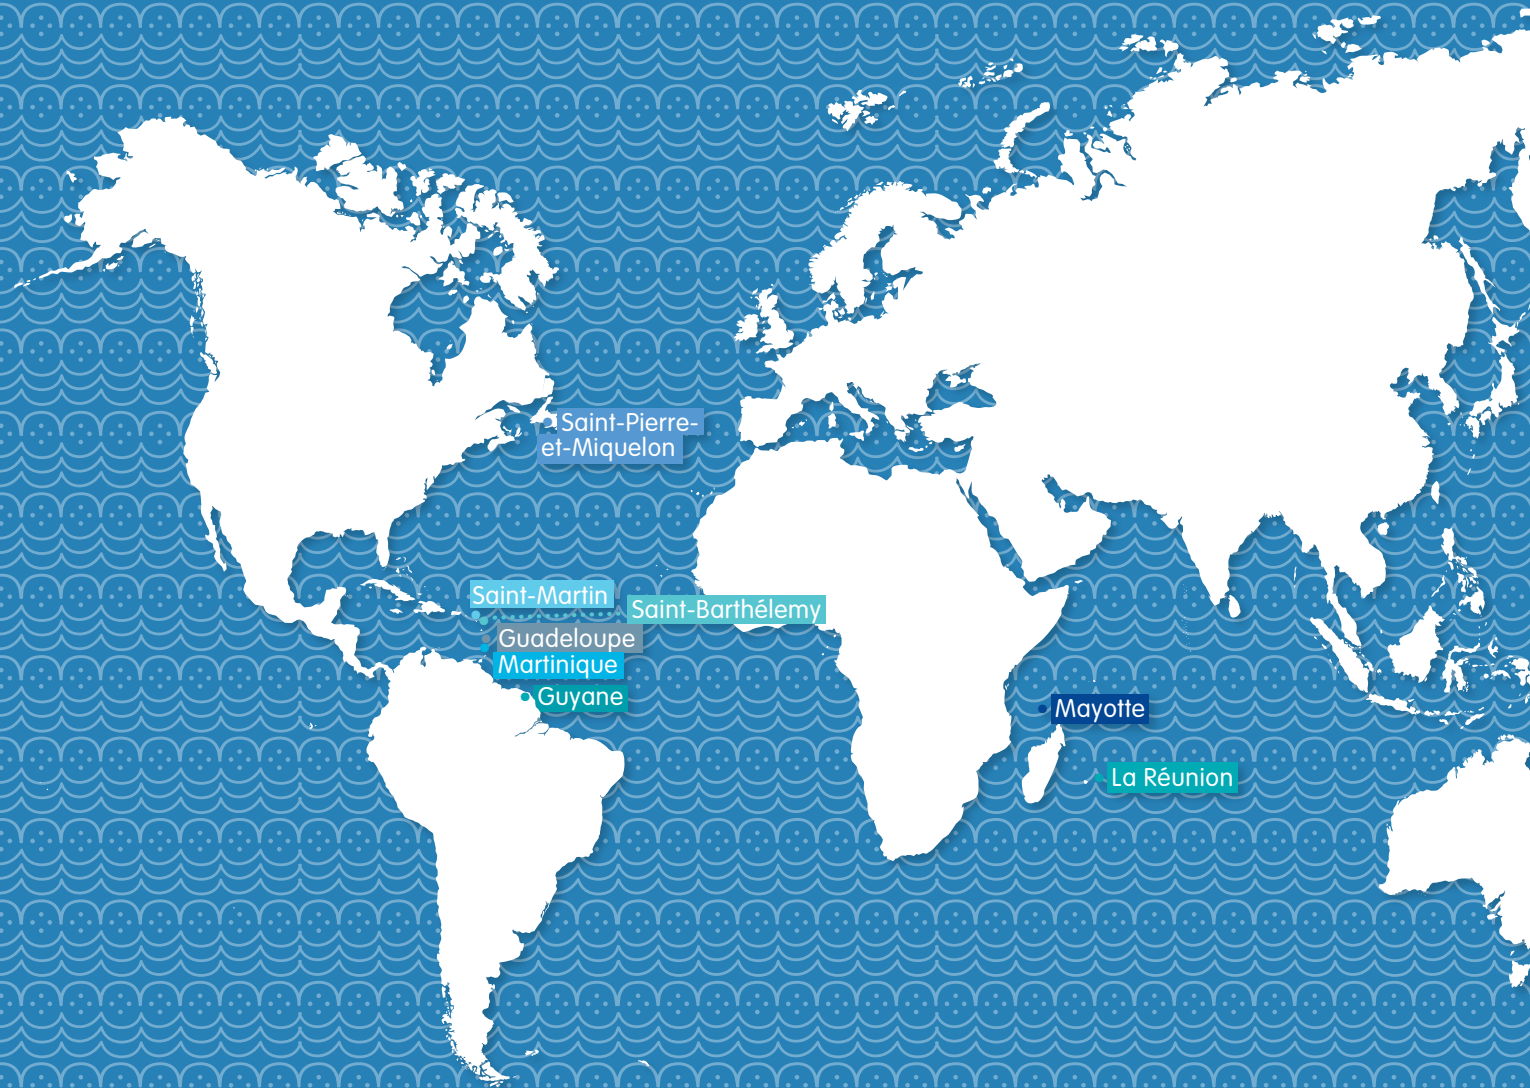 Saint-Pierre-
et-Miquelon
Saint-Martin
Saint-Barthélemy
Guadeloupe
Martinique
Guyane
Mayotte
La Réunion